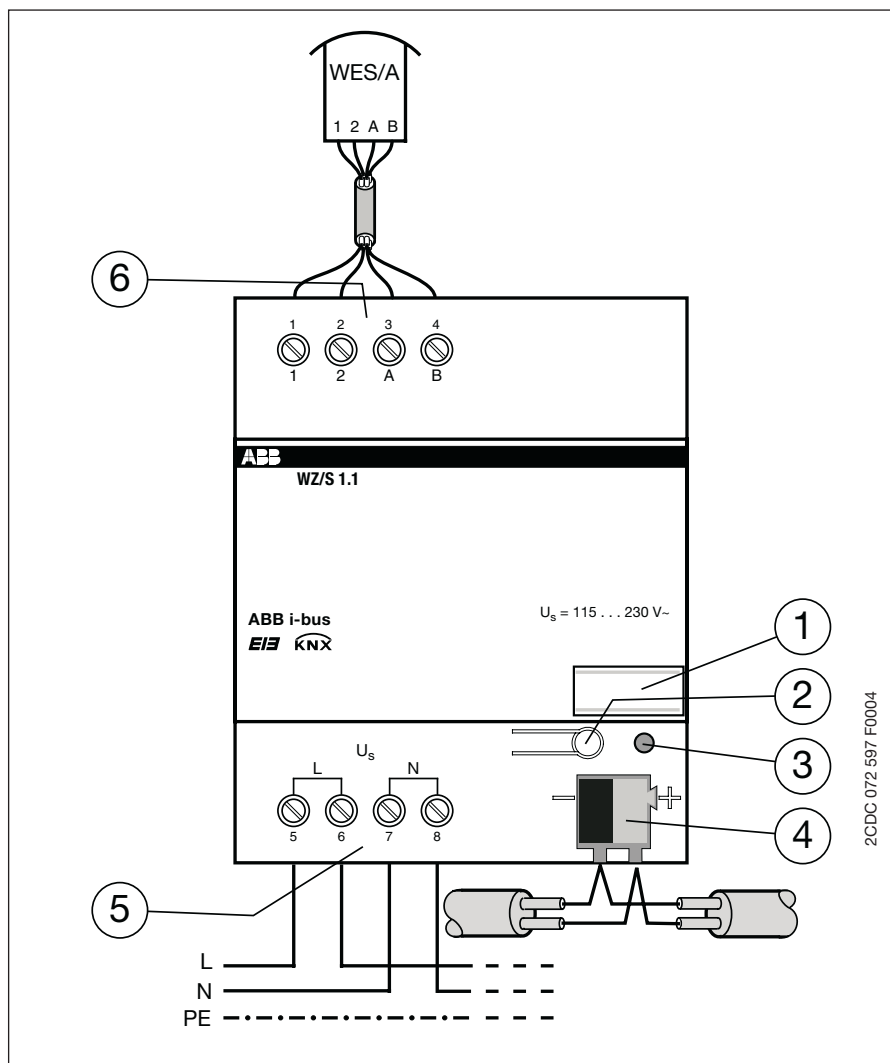 WES/A
1 2 A B
6
1 2 3 4
1 2 A B
ABB
WZ/S 1.1
ABB i-bus
EIB KNX
Us = 115 . . . 230 V~
1
2
3
4
Us
L N
5 6 7 8
− +
5
L
N
PE
2CDC 072 597 F0004